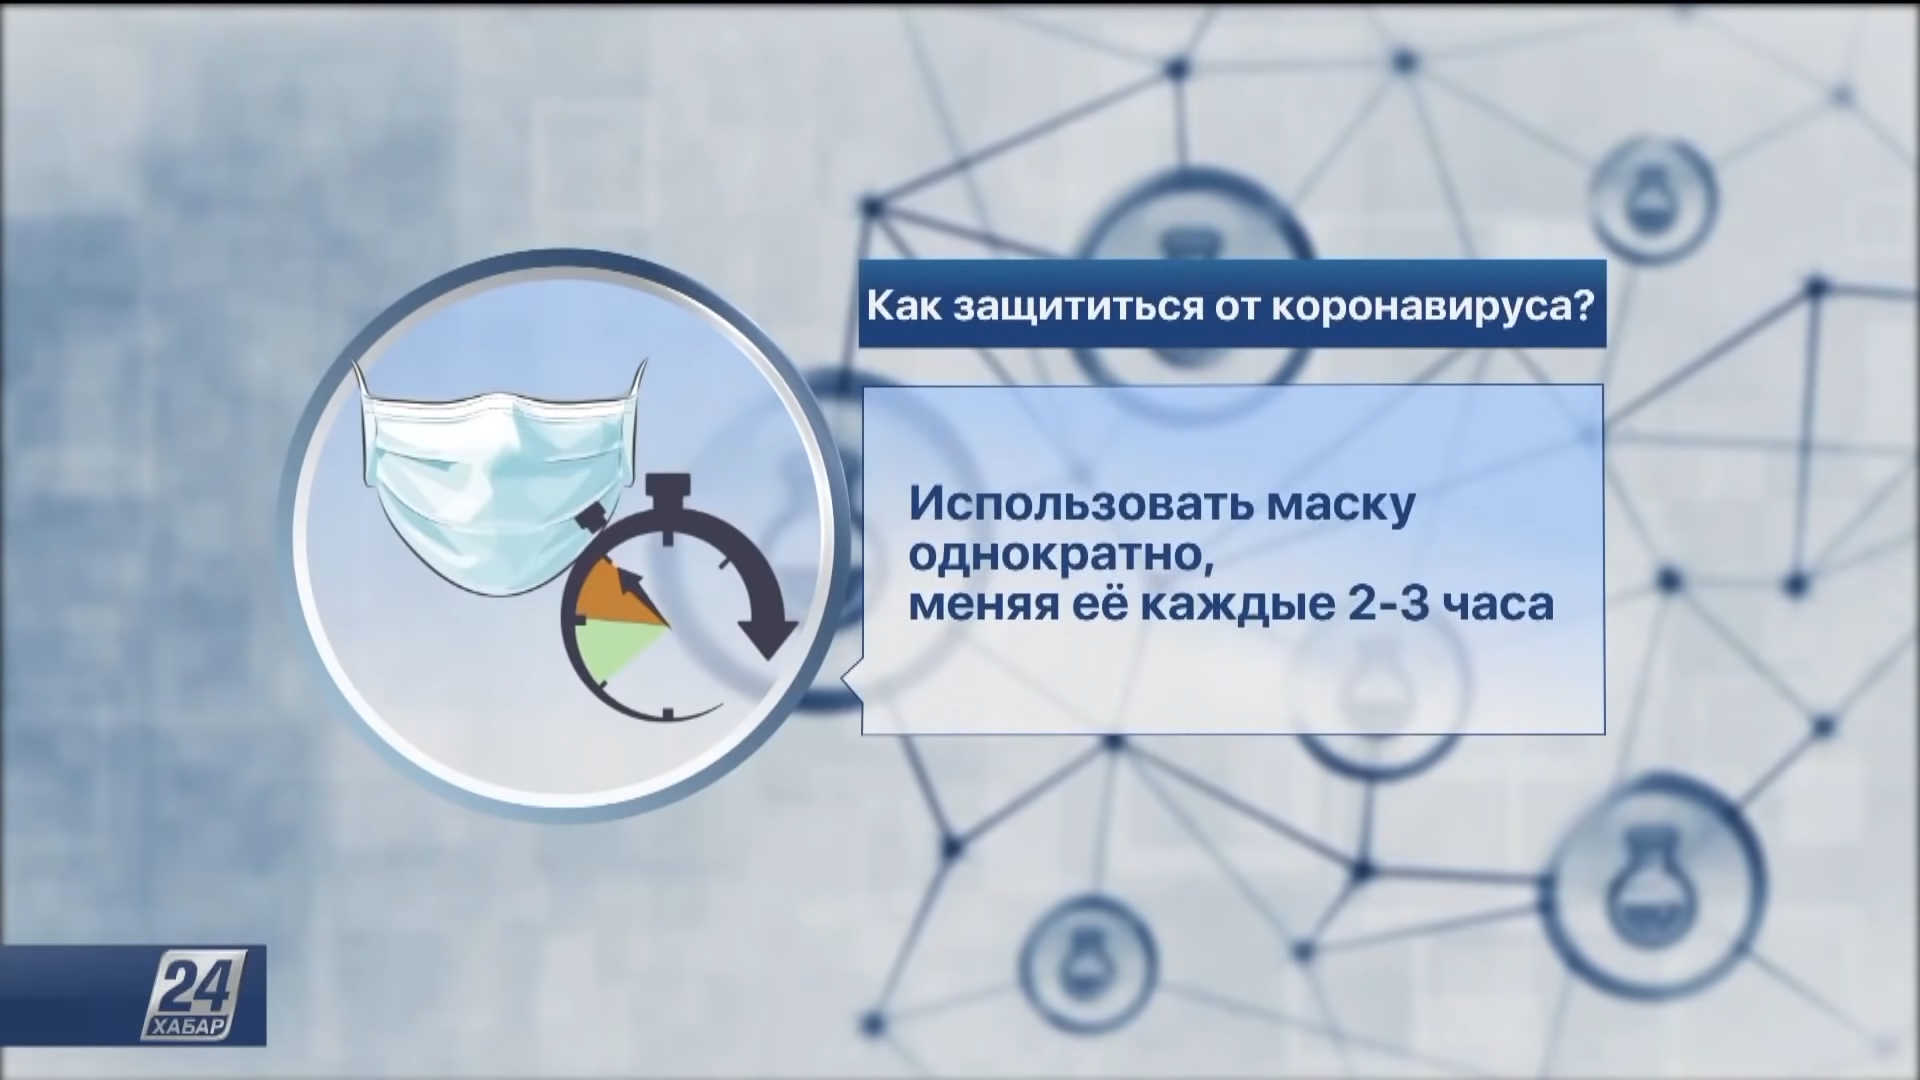 Как защититься от коронавируса?
Использовать маску
однократно,
меняя её каждые 2-3 часа
24
ХАБАР